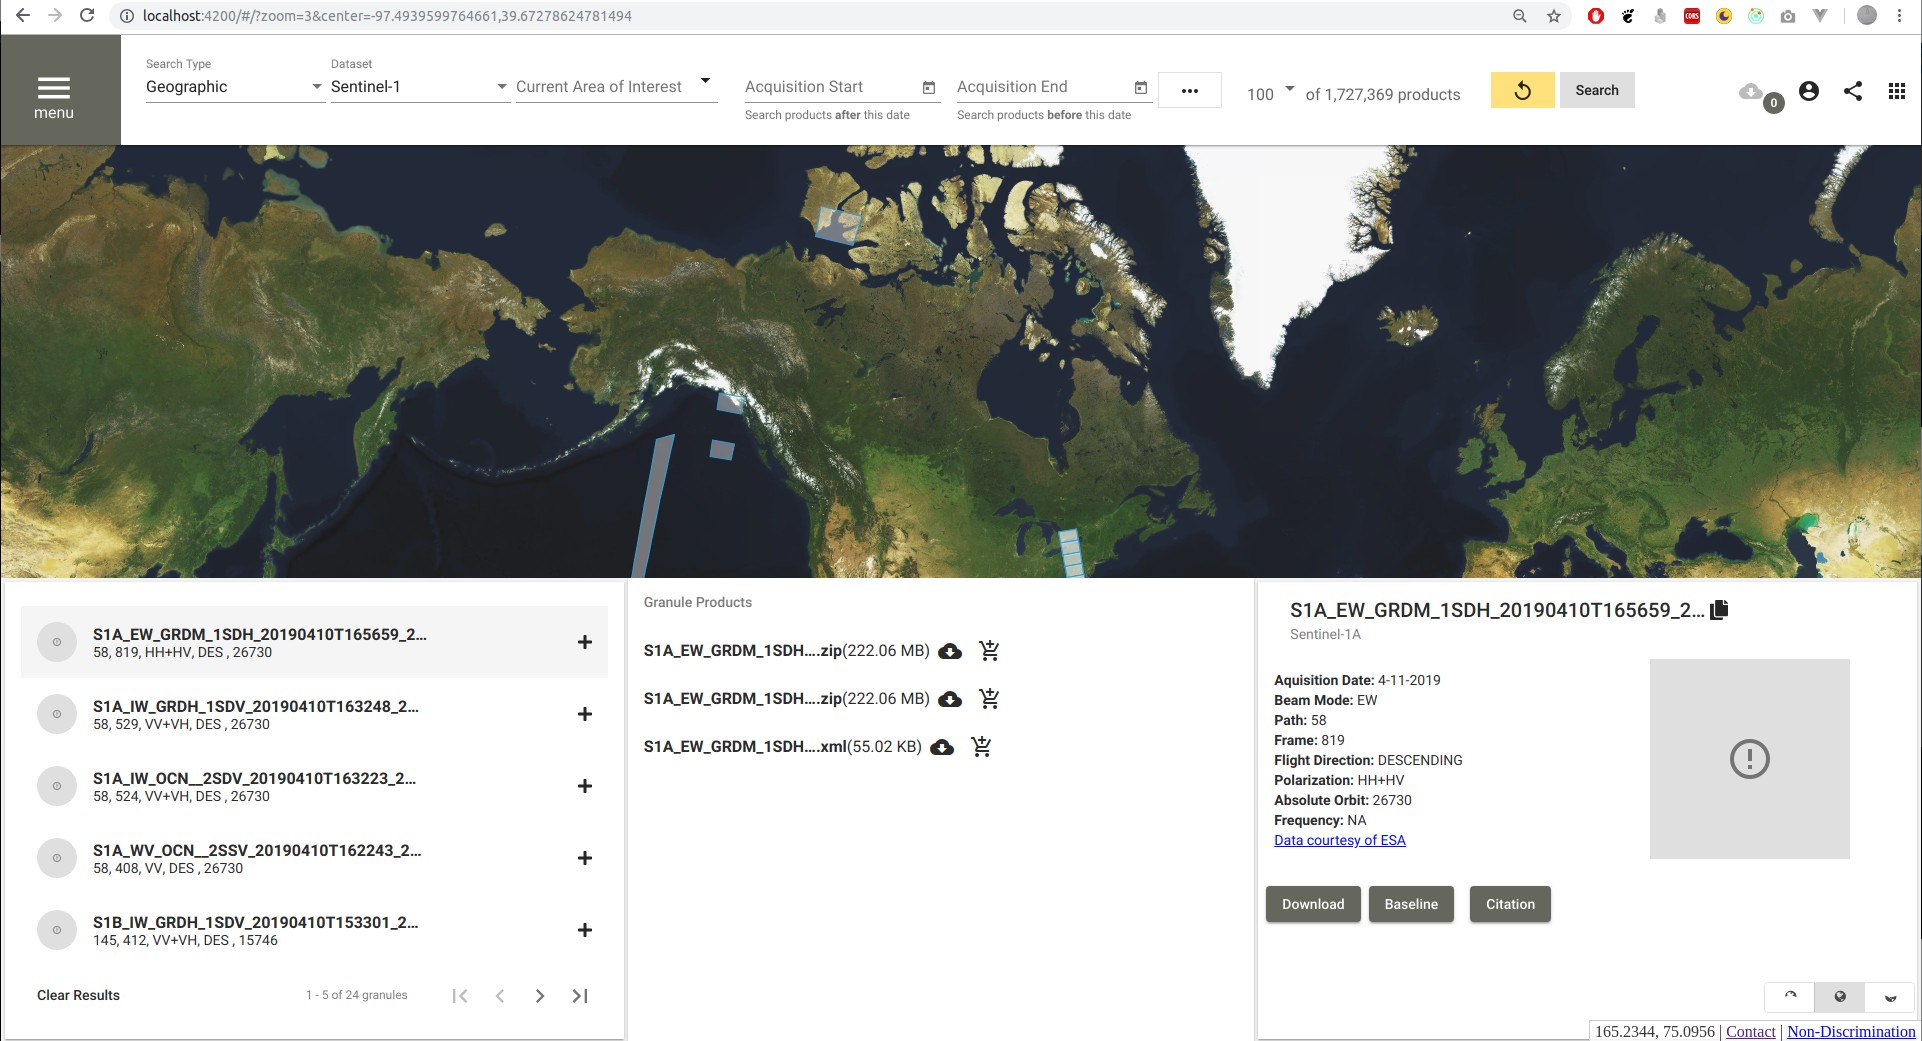 localhost:4200/#/?zoom=3&center=-97.4939599764661,39.67278624781494
CORS
menu
Search Type
Geographic
Dataset
Sentinel-1
Current Area of Interest
Acquisition Start
Search products after this date
Acquisition End
Search products before this date
100 of 1,727,369 products
Search
0
S1A_EW_GRDM_1SDH_20190410T165659_2...
58, 819, HH+HV, DES , 26730
S1A_IW_GRDH_1SDV_20190410T163248_2...
58, 529, VV+VH, DES , 26730
S1A_IW_OCN__2SDV_20190410T163223_2...
58, 524, VV+VH, DES , 26730
S1A_WV_OCN__2SSV_20190410T162243_2...
58, 408, VV, DES , 26730
S1B_IW_GRDH_1SDV_20190410T153301_2...
145, 412, VV+VH, DES , 15746
Clear Results
1 - 5 of 24 granules
Granule Products
S1A_EW_GRDM_1SDH....zip(222.06 MB)
S1A_EW_GRDM_1SDH....zip(222.06 MB)
S1A_EW_GRDM_1SDH....xml(55.02 KB)
S1A_EW_GRDM_1SDH_20190410T165659_2...
Sentinel-1A
Aquisition Date: 4-11-2019
Beam Mode: EW
Path: 58
Frame: 819
Flight Direction: DESCENDING
Polarization: HH+HV
Absolute Orbit: 26730
Frequency: NA
Data courtesy of ESA
Download
Baseline
Citation
165.2344, 75.0956 | Contact | Non-Discrimination